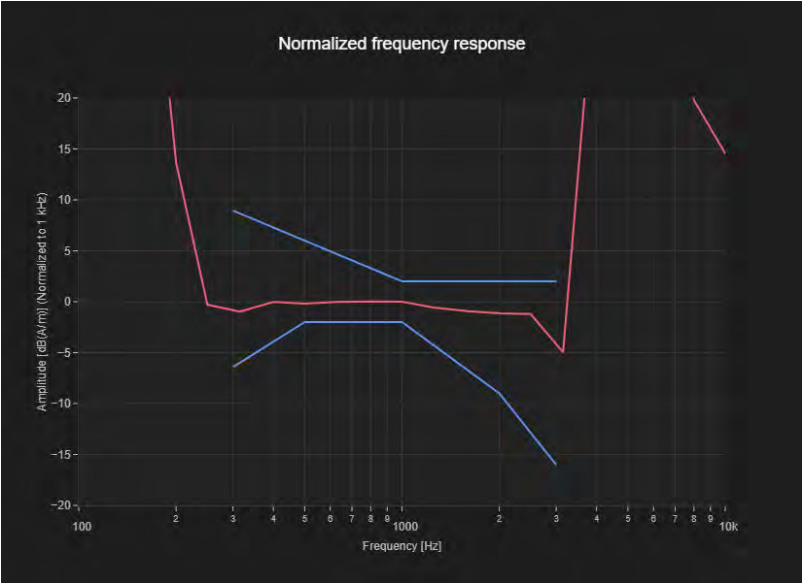 Normalized frequency response
Amplitude [dB(A/m)] (Normalized to 1 kHz)
20
15
10
5
0
−5
−10
−15
−20
100 2 3 4 5 6 7 8 9 1000 2 3 4 5 6 7 8 9 10k
Frequency [Hz]